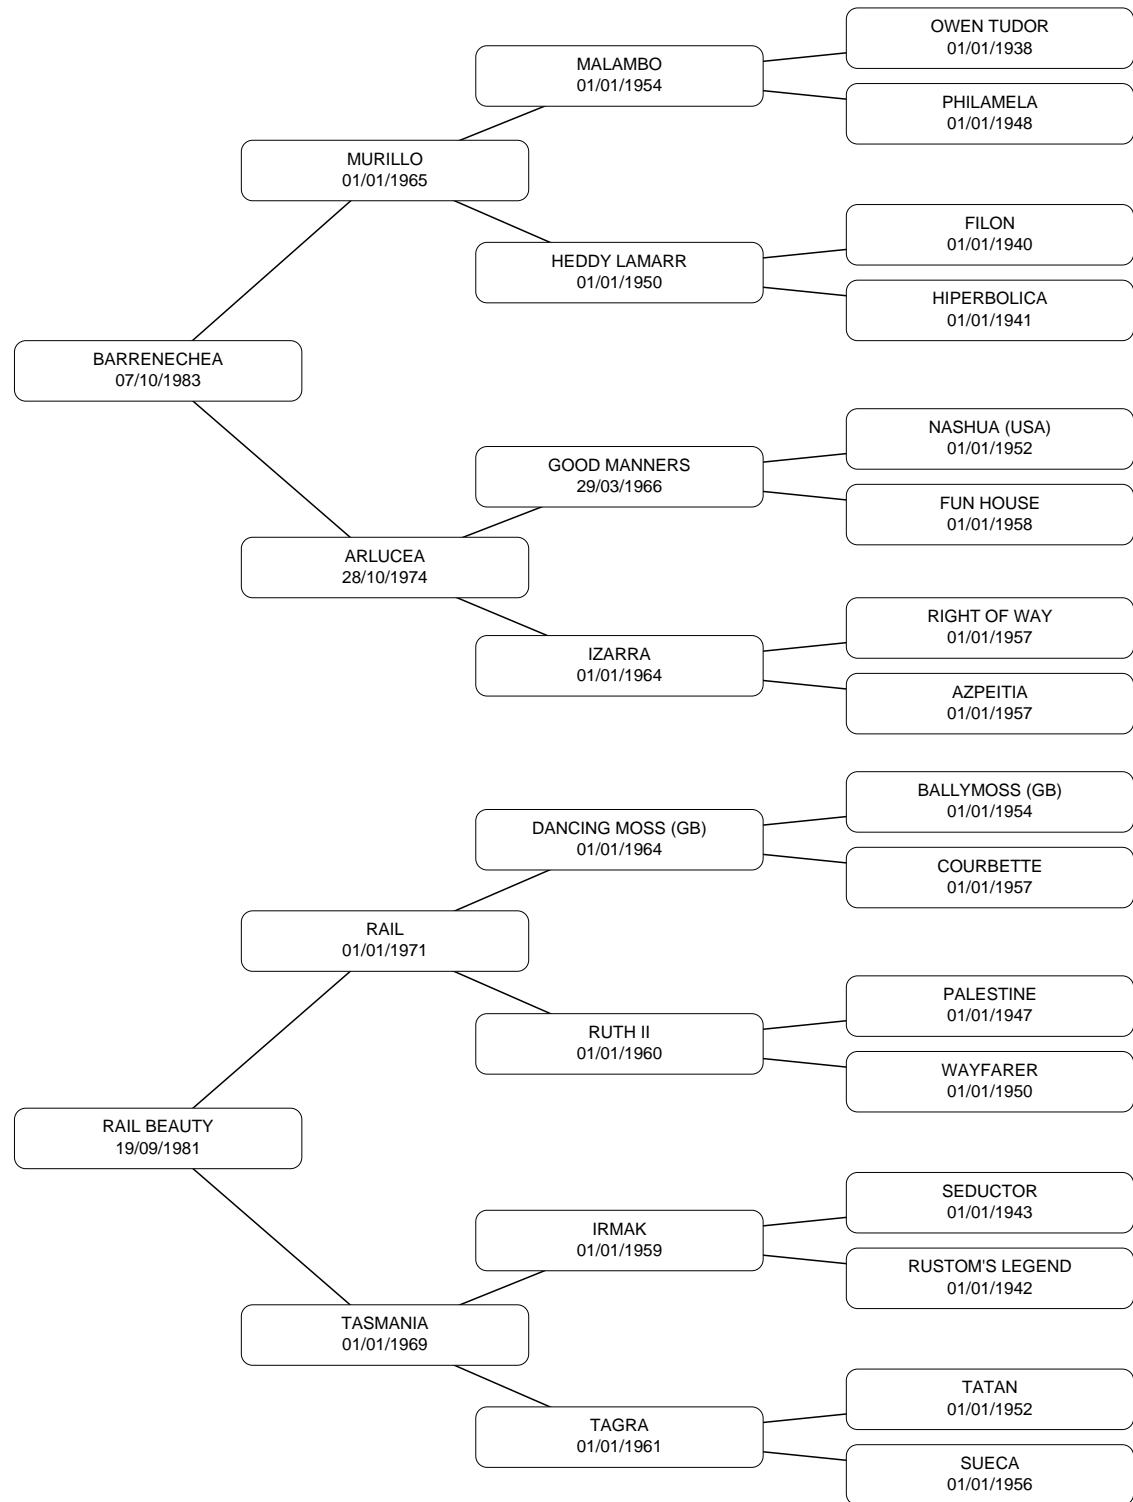 OWEN TUDOR
01/01/1938
MALAMBO
01/01/1954
PHILAMELA
01/01/1948
MURILLO
01/01/1965
FILON
01/01/1940
HEDDY LAMARR
01/01/1950
HIPERBOLICA
01/01/1941
BARRENECHEA
07/10/1983
NASHUA (USA)
01/01/1952
GOOD MANNERS
29/03/1966
FUN HOUSE
01/01/1958
ARLUCEA
28/10/1974
RIGHT OF WAY
01/01/1957
IZARRA
01/01/1964
AZPEITIA
01/01/1957
BALLYMOSS (GB)
01/01/1954
DANCING MOSS (GB)
01/01/1964
COURBETTE
01/01/1957
RAIL
01/01/1971
PALESTINE
01/01/1947
RUTH II
01/01/1960
WAYFARER
01/01/1950
RAIL BEAUTY
19/09/1981
SEDUCTOR
01/01/1943
IRMAK
01/01/1959
RUSTOM'S LEGEND
01/01/1942
TASMANIA
01/01/1969
TATAN
01/01/1952
TAGRA
01/01/1961
SUECA
01/01/1956